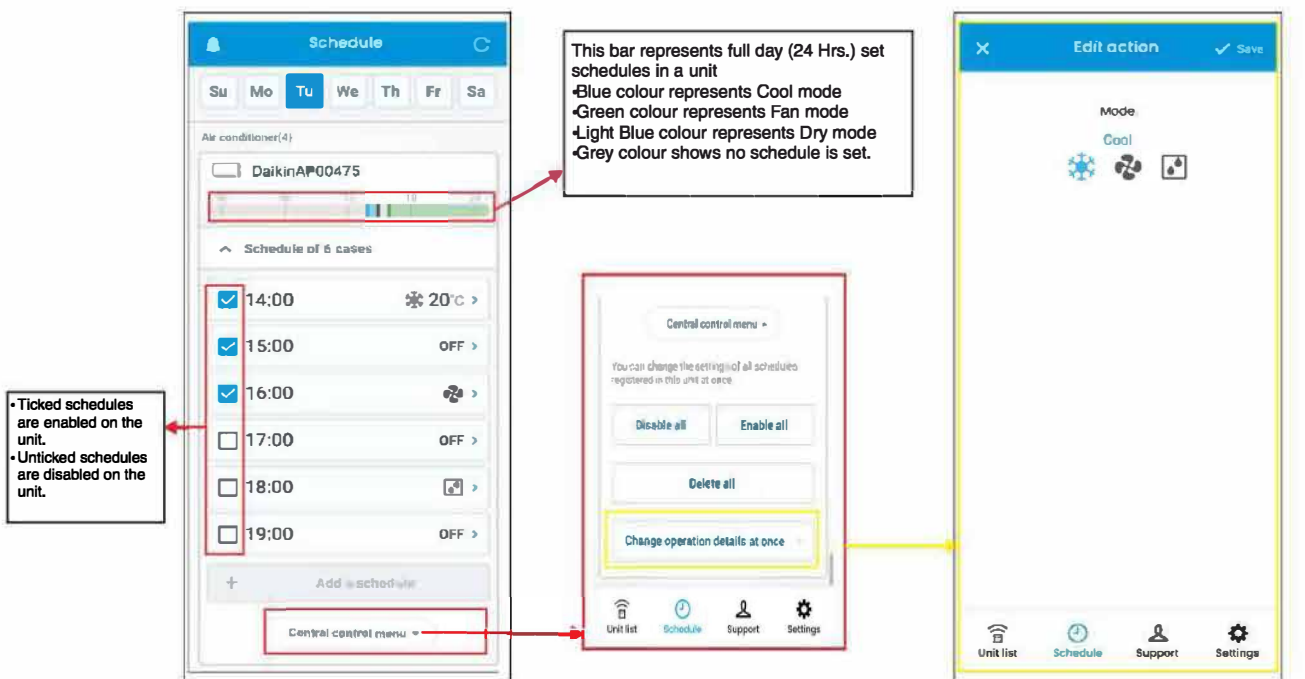 Schedule
Su Mo Tu We Th Fr Sa
Air conditioner(4)
DaikinAP00475
Schedule of 6 cases
14:00 20°C >
15:00 OFF >
16:00 >
17:00 OFF >
18:00 >
19:00 OFF >
+ Add a schedule
Central control menu
•Ticked schedules
are enabled on the
unit.
•Unticked schedules
are disabled on the
unit.
This bar represents full day (24 Hrs.) set
schedules in a unit
•Blue colour represents Cool mode
•Green colour represents Fan mode
•Light Blue colour represents Dry mode
•Grey colour shows no schedule is set.
Central control menu
You can change the settings of all schedules
registered in this unit at once
Disable all Enable all
Delete all
Change operation details at once
Unit list Schedule Support Settings
Edit action Save
Mode
Cool
Unit list Schedule Support Settings